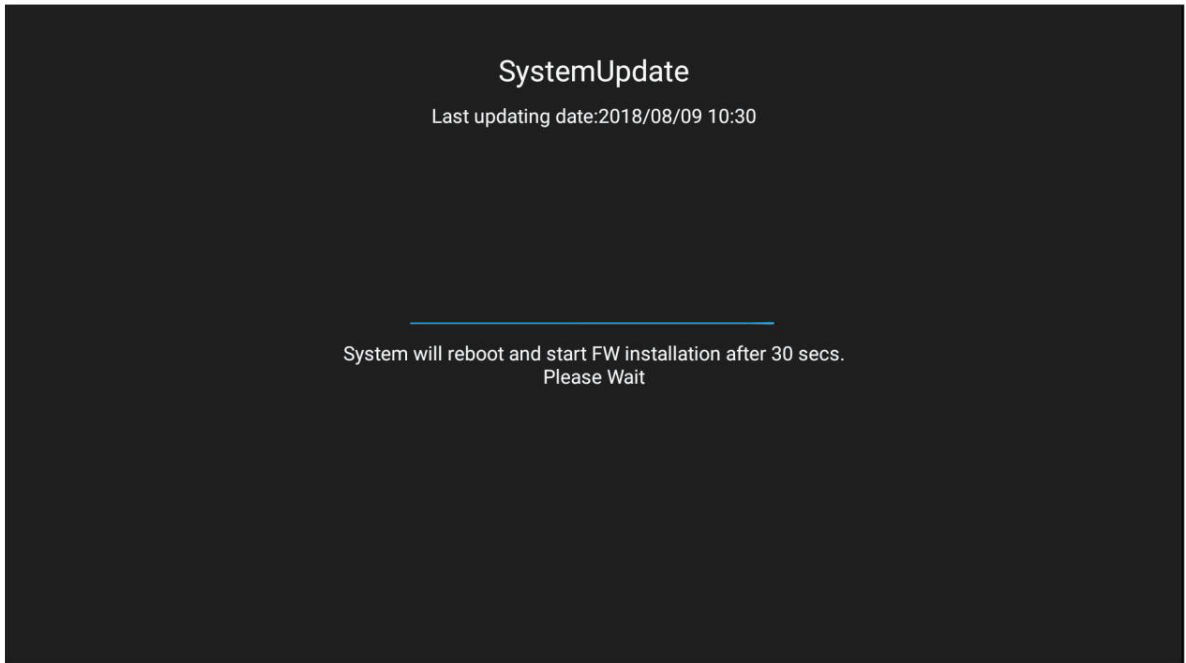 SystemUpdate
Last updating date:2018/08/09 10:30
System will reboot and start FW installation after 30 secs.
Please Wait